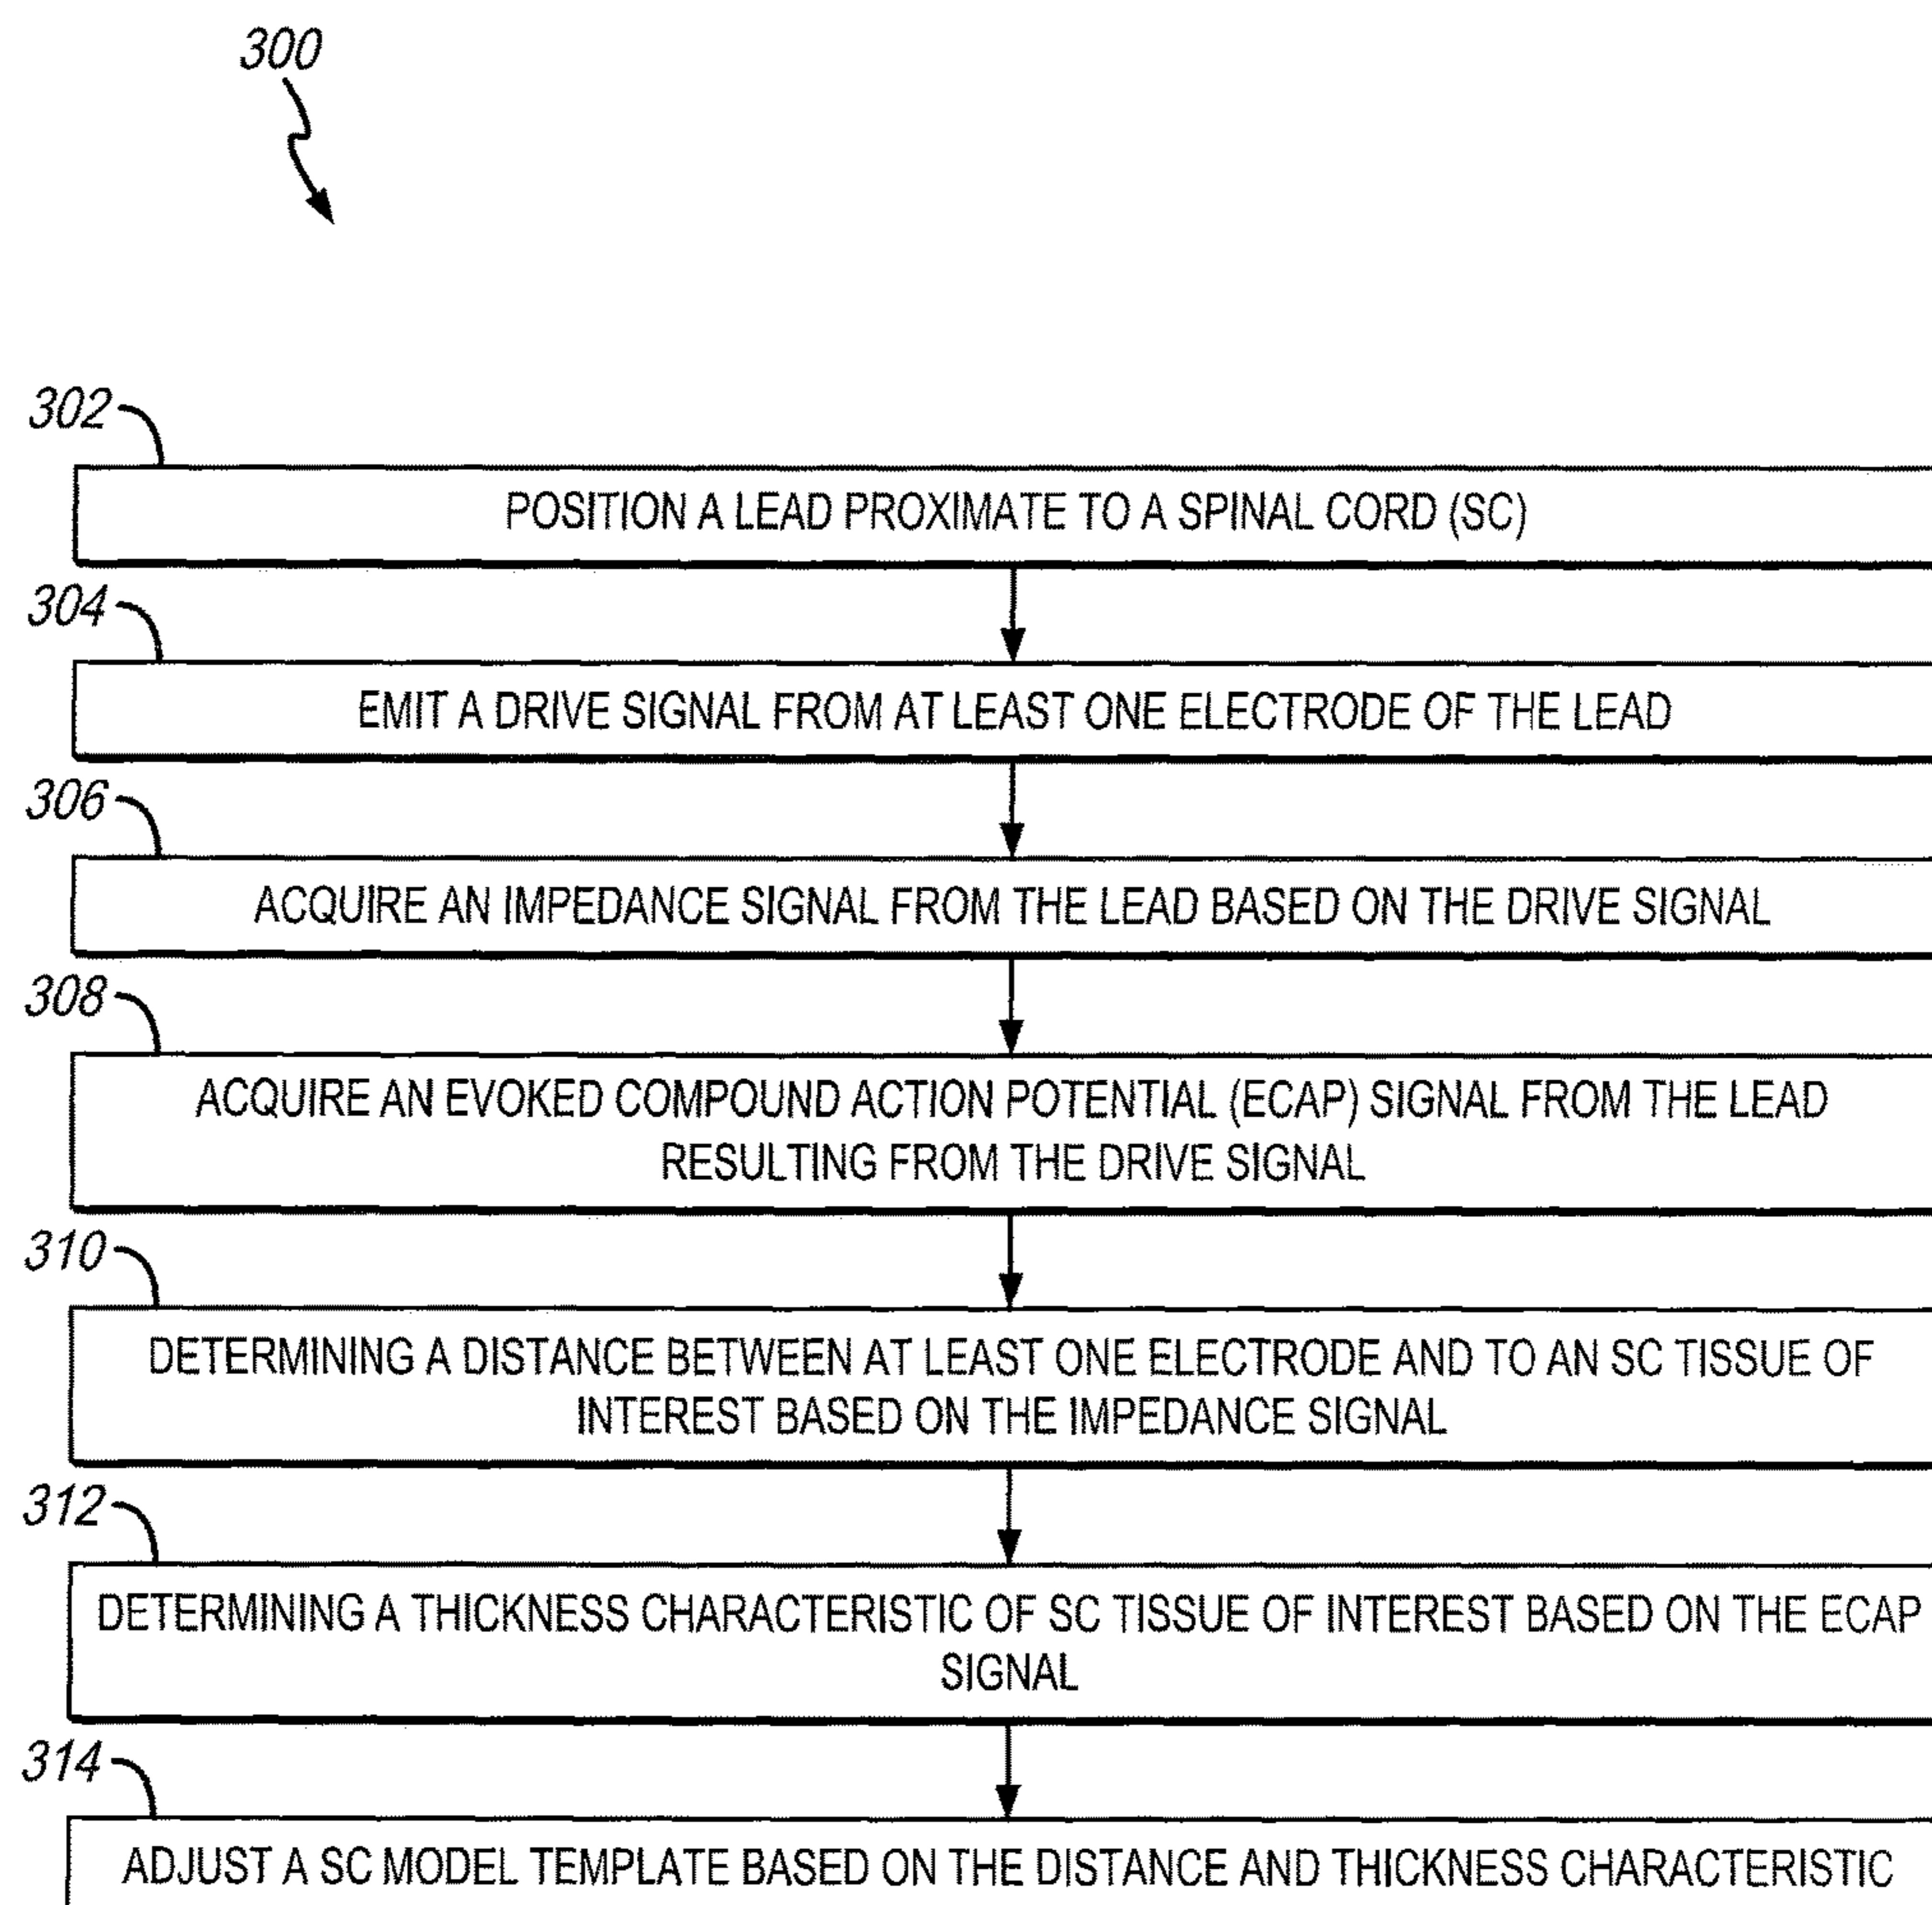 300
302
POSITION A LEAD PROXIMATE TO A SPINAL CORD (SC)
304
EMIT A DRIVE SIGNAL FROM AT LEAST ONE ELECTRODE OF THE LEAD
306
ACQUIRE AN IMPEDANCE SIGNAL FROM THE LEAD BASED ON THE DRIVE SIGNAL
308
ACQUIRE AN EVOKED COMPOUND ACTION POTENTIAL (ECAP) SIGNAL FROM THE LEAD
RESULTING FROM THE DRIVE SIGNAL
310
DETERMINING A DISTANCE BETWEEN AT LEAST ONE ELECTRODE AND TO AN SC TISSUE OF
INTEREST BASED ON THE IMPEDANCE SIGNAL
312
DETERMINING A THICKNESS CHARACTERISTIC OF SC TISSUE OF INTEREST BASED ON THE ECAP
SIGNAL
314
ADJUST A SC MODEL TEMPLATE BASED ON THE DISTANCE AND THICKNESS CHARACTERISTIC